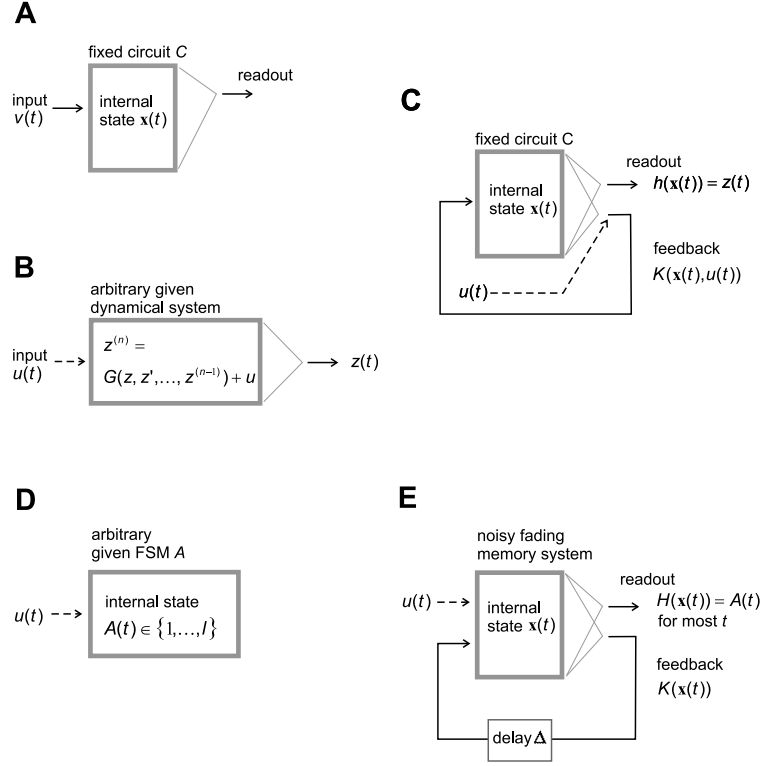 A
fixed circuit C
input
v(t)
internal
state x(t)
readout
B
arbitrary given
dynamical system
input
u(t)
z⁽ⁿ⁾ =
G(z, z',…, z⁽ⁿ⁻¹⁾) + u
z(t)
C
fixed circuit C
internal
state x(t)
readout
h(x(t)) = z(t)
feedback
K(x(t),u(t))
u(t)
D
arbitrary
given FSM A
u(t)
internal state
A(t) ∈ {1,…,l}
E
noisy fading
memory system
u(t)
internal
state x(t)
readout
H(x(t)) = A(t)
for most t
feedback
K(x(t))
delay Δ